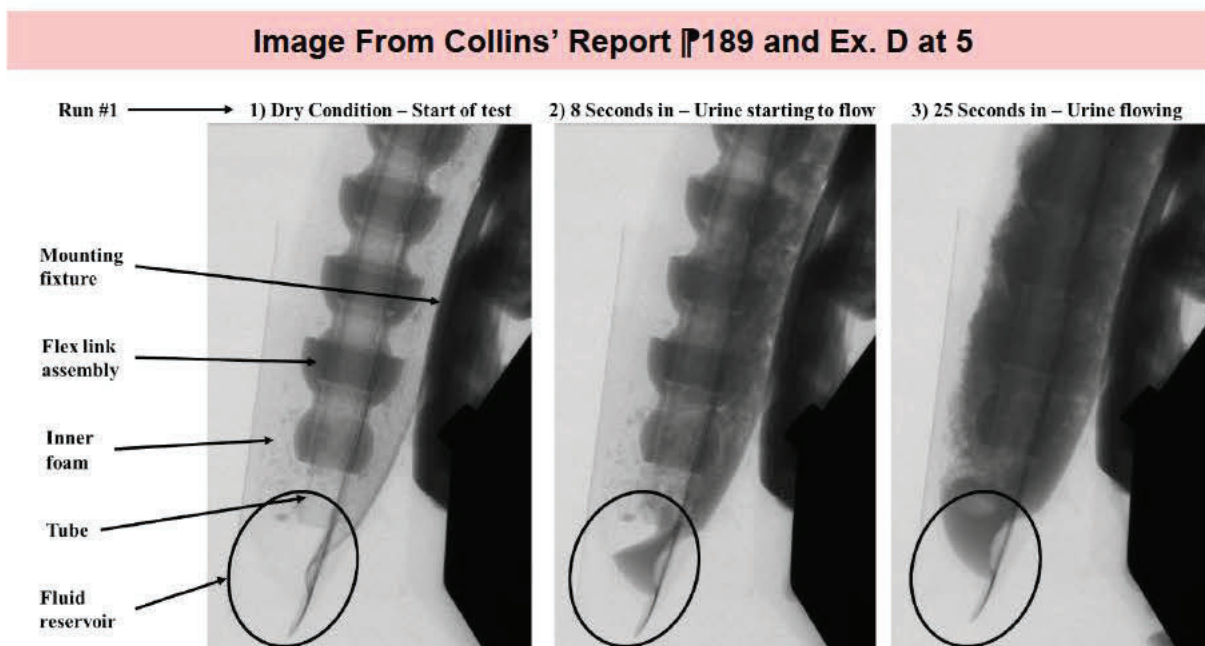 Image From Collins’ Report ⁋189 and Ex. D at 5
Run #1
1) Dry Condition – Start of test
2) 8 Seconds in – Urine starting to flow
3) 25 Seconds in – Urine flowing
Mounting
fixture
Flex link
assembly
Inner
foam
Tube
Fluid
reservoir